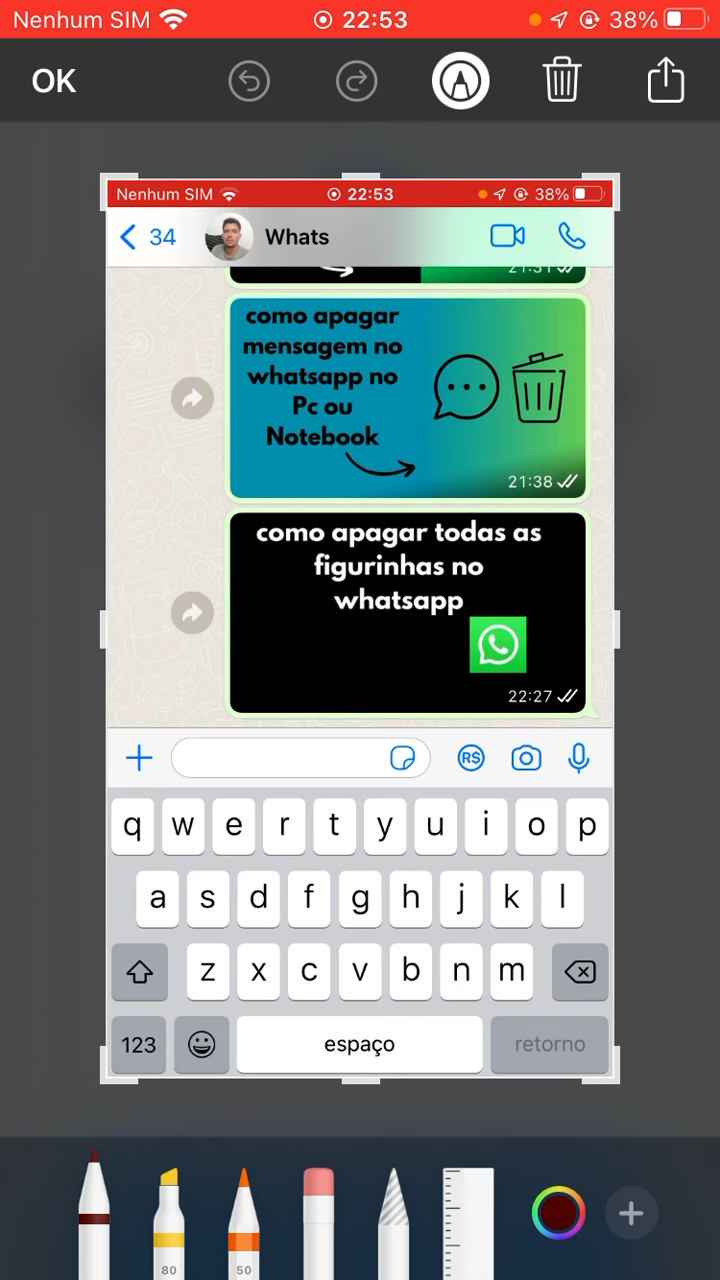 Nenhum SIM 22:53 38%
OK
Nenhum SIM 22:53 38%
34 Whats
21:31
como apagar
mensagem no
whatsapp no
Pc ou
Notebook
21:38
como apagar todas as
figurinhas no
whatsapp
22:27
R$
q w e r t y u i o p
a s d f g h j k l
z x c v b n m
123 espaço retorno
80 50